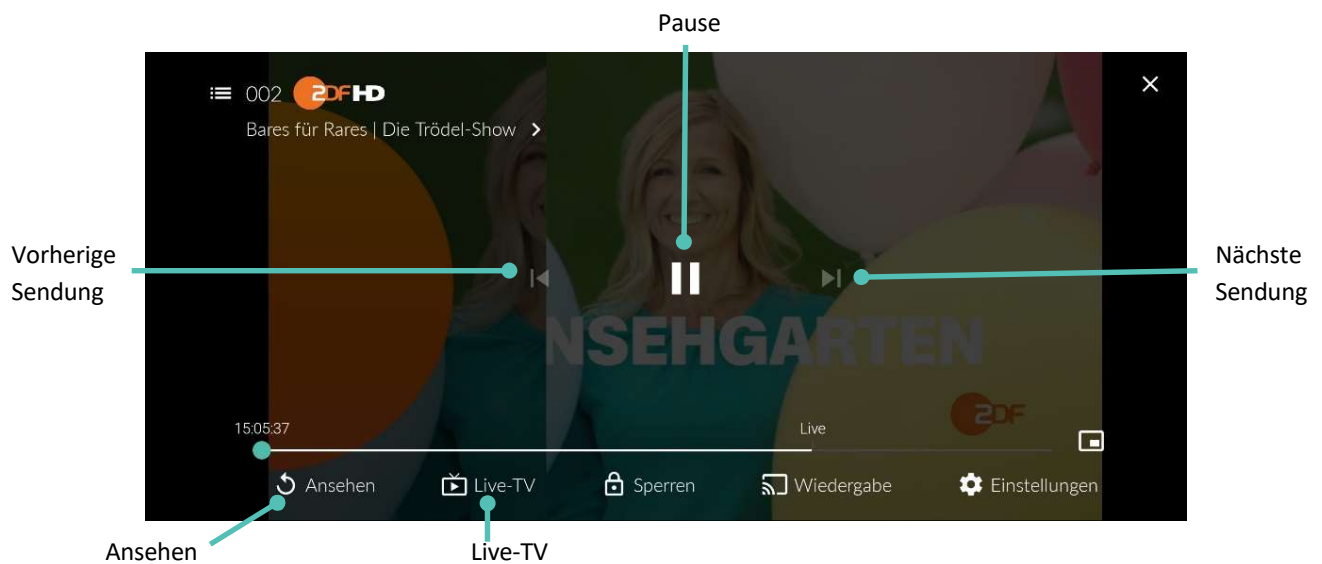 Pause
002 ZDF HD
Bares für Rares | Die Trödel-Show
Vorherige
Sendung
Nächste
Sendung
NSEHGARTEN
ZDF
15:05:37
Live
Ansehen
Live-TV
Sperren
Wiedergabe
Einstellungen
Ansehen
Live-TV